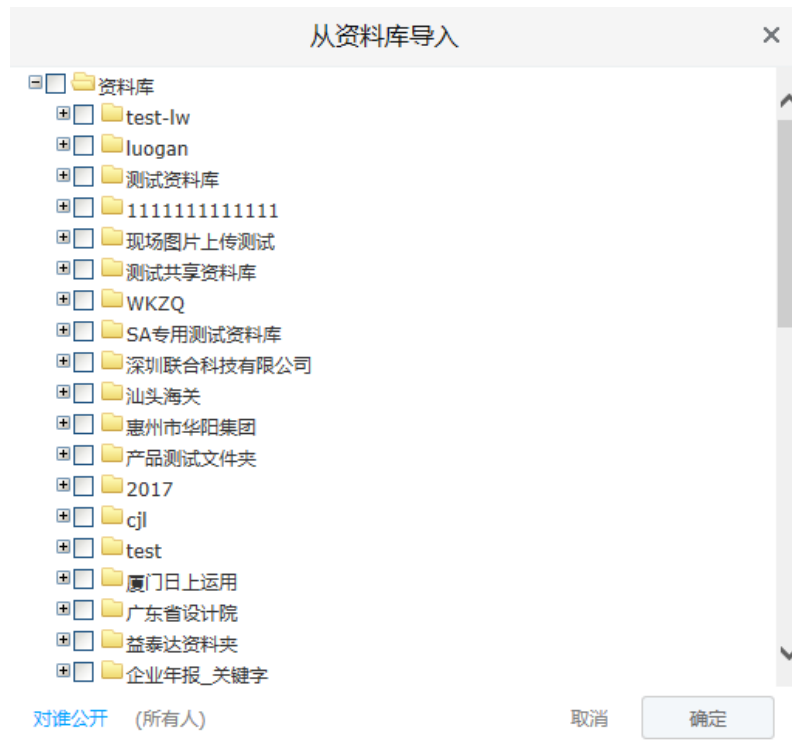 从资料库导入
资料库
test-lw
luogan
测试资料库
1111111111111
现场图片上传测试
测试共享资料库
WKZQ
SA专用测试资料库
深圳联合科技有限公司
汕头海关
惠州市华阳集团
产品测试文件夹
2017
cjl
test
厦门日上运用
广东省设计院
益泰达资料夹
企业年报_关键字
对谁公开 (所有人) 取消 确定